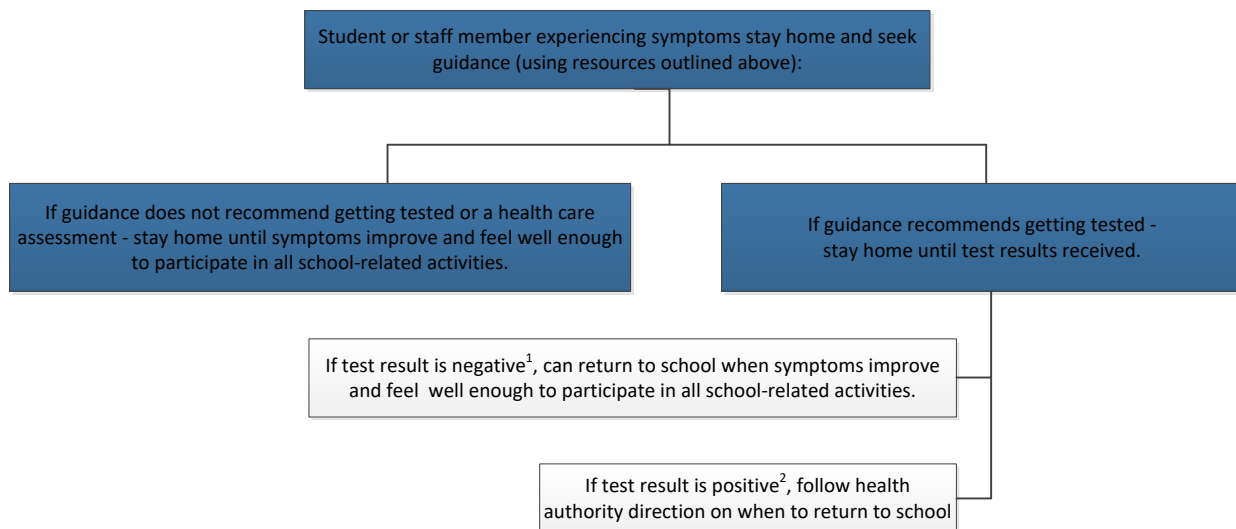 Student or staff member experiencing symptoms stay home and seek
guidance (using resources outlined above):
If guidance does not recommend getting tested or a health care
assessment - stay home until symptoms improve and feel well enough
to participate in all school-related activities.
If guidance recommends getting tested -
stay home until test results received.
If test result is negative¹, can return to school when symptoms improve
and feel  well enough to participate in all school-related activities.
If test result is positive², follow health
authority direction on when to return to school